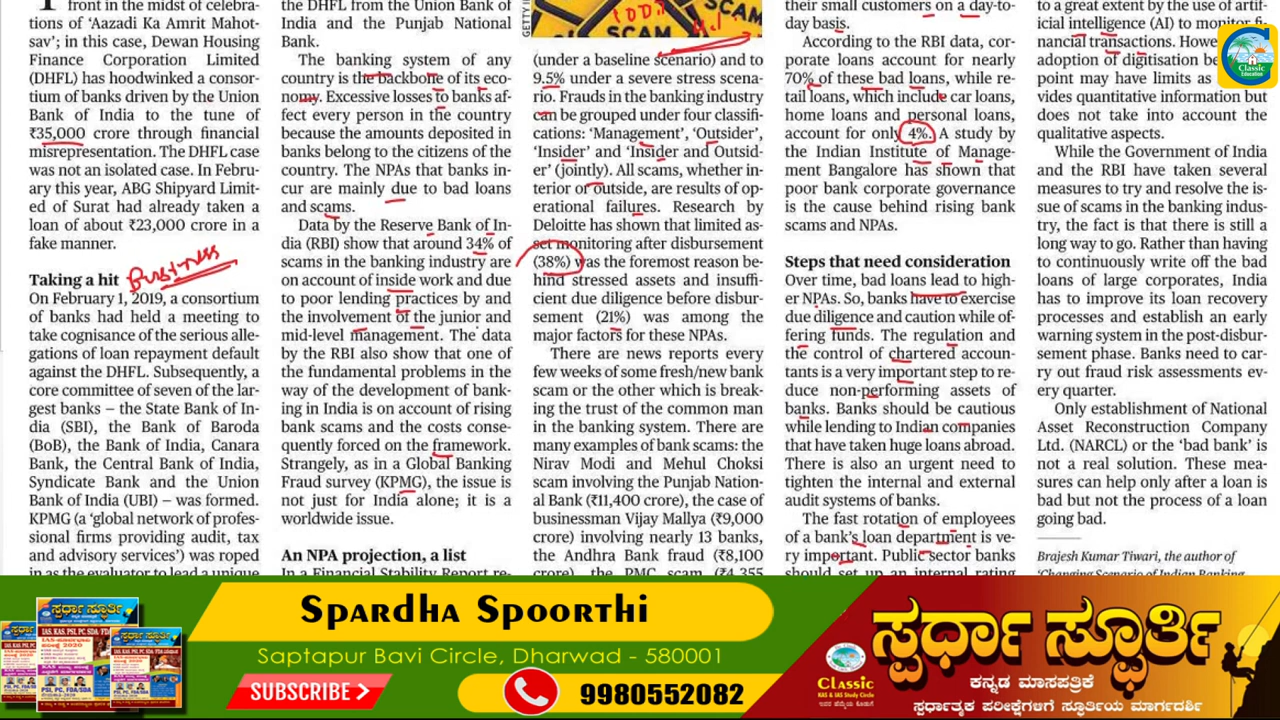 front in the midst of celebra-
tions of 'Aazadi Ka Amrit Mahot-
sav'; in this case, Dewan Housing
Finance Corporation Limited
(DHFL) has hoodwinked a consor-
tium of banks driven by the Union
Bank of India to the tune of
₹35,000 crore through financial
misrepresentation. The DHFL case
was not an isolated case. In Febru-
ary this year, ABG Shipyard Limit-
ed of Surat had already taken a
loan of about ₹23,000 crore in a
fake manner.
Taking a hit
Business
On February 1, 2019, a consortium
of banks had held a meeting to
take cognisance of the serious alle-
gations of loan repayment default
against the DHFL. Subsequently, a
core committee of seven of the lar-
gest banks – the State Bank of In-
dia (SBI), the Bank of Baroda
(BoB), the Bank of India, Canara
Bank, the Central Bank of India,
Syndicate Bank and the Union
Bank of India (UBI) – was formed.
KPMG (a 'global network of profes-
sional firms providing audit, tax
and advisory services') was roped
in as the evaluator to lead a unique
the DHFL from the Union Bank of
India and the Punjab National
Bank.
The banking system of any
country is the backbone of its eco-
nomy. Excessive losses to banks af-
fect every person in the country
because the amounts deposited in
banks belong to the citizens of the
country. The NPAs that banks in-
cur are mainly due to bad loans
and scams.
Data by the Reserve Bank of In-
dia (RBI) show that around 34% of
scams in the banking industry are
on account of inside work and due
to poor lending practices by and
the involvement of the junior and
mid-level management. The data
by the RBI also show that one of
the fundamental problems in the
way of the development of bank-
ing in India is on account of rising
bank scams and the costs conse-
quently forced on the framework.
Strangely, as in a Global Banking
Fraud survey (KPMG), the issue is
not just for India alone; it is a
worldwide issue.
An NPA projection, a list
In a Financial Stability Report re-
SCAM
SCAM
(under a baseline scenario) and to
9.5% under a severe stress scena-
rio. Frauds in the banking industry
can be grouped under four classifi-
cations: 'Management', 'Outsider',
'Insider' and 'Insider and Outsid-
er' (jointly). All scams, whether in-
terior or outside, are results of op-
erational failures. Research by
Deloitte has shown that limited as-
set monitoring after disbursement
(38%) was the foremost reason be-
hind stressed assets and insuffi-
cient due diligence before disbur-
sement (21%) was among the
major factors for these NPAs.
There are news reports every
few weeks of some fresh/new bank
scam or the other which is break-
ing the trust of the common man
in the banking system. There are
many examples of bank scams: the
Nirav Modi and Mehul Choksi
scam involving the Punjab Nation-
al Bank (₹11,400 crore), the case of
businessman Vijay Mallya (₹9,000
crore) involving nearly 13 banks,
the Andhra Bank fraud (₹8,100
crore), the PMC scam (₹4,355
their small customers on a day-to-
day basis.
According to the RBI data, cor-
porate loans account for nearly
70% of these bad loans, while re-
tail loans, which include car loans,
home loans and personal loans,
account for only 4%. A study by
the Indian Institute of Manage-
ment Bangalore has shown that
poor bank corporate governance
is the cause behind rising bank
scams and NPAs.
Steps that need consideration
Over time, bad loans lead to high-
er NPAs. So, banks have to exercise
due diligence and caution while of-
fering funds. The regulation and
the control of chartered accoun-
tants is a very important step to re-
duce non-performing assets of
banks. Banks should be cautious
while lending to Indian companies
that have taken huge loans abroad.
There is also an urgent need to
tighten the internal and external
audit systems of banks.
The fast rotation of employees
of a bank's loan department is ve-
ry important. Public sector banks
should set up an internal rating
to a great extent by the use of artif-
icial intelligence (AI) to monitor fi-
nancial transactions.
adoption of digitisation
point may have limits as
vides quantitative information but
does not take into account the
qualitative aspects.
While the Government of India
and the RBI have taken several
measures to try and resolve the is-
sue of scams in the banking indus-
try, the fact is that there is still a
long way to go. Rather than having
to continuously write off the bad
loans of large corporates, India
has to improve its loan recovery
processes and establish an early
warning system in the post-disbur-
sement phase. Banks need to car-
ry out fraud risk assessments ev-
ery quarter.
Only establishment of National
Asset Reconstruction Company
Ltd. (NARCL) or the 'bad bank' is
not a real solution. These mea-
sures can help only after a loan is
bad but not the process of a loan
going bad.
Brajesh Kumar Tiwari, the author of
'Changing Scenario of Indian Banking
Classic
Education
Spardha Spoorthi
Saptapur Bavi Circle, Dharwad - 580001
SUBSCRIBE
9980552082
ಸ್ಪರ್ಧಾ ಸ್ಪೂರ್ತಿ
ಕನ್ನಡ ಮಾಸಪತ್ರಿಕೆ
ಸ್ಪರ್ಧಾತ್ಮಕ ಪರೀಕ್ಷೆಗಳಿಗೆ ಸ್ಫೂರ್ತಿಯ ಮಾರ್ಗದರ್ಶಿ
Classic
KAS & IAS Study Circle